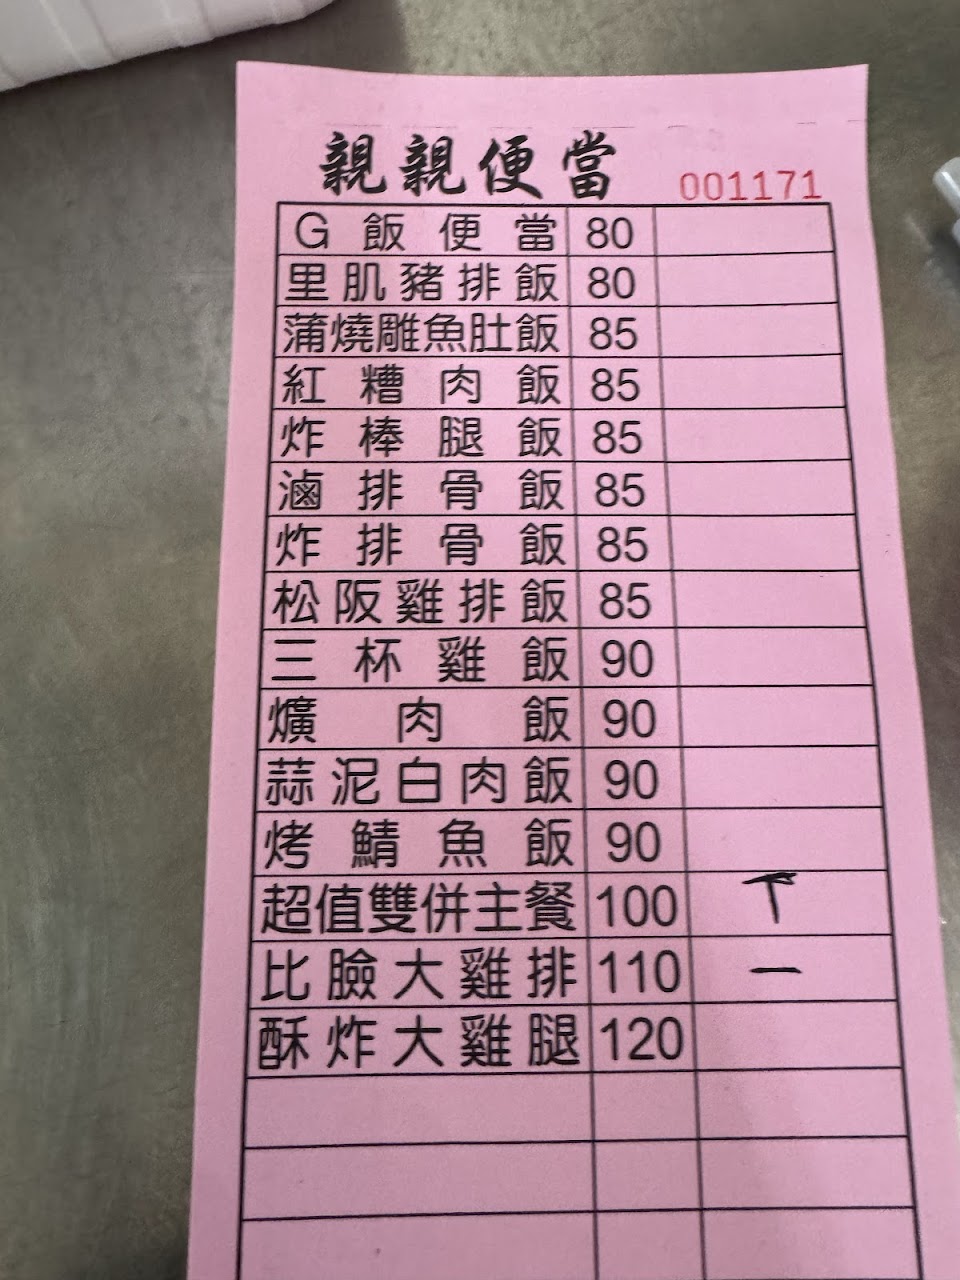 親親便當 001171
G飯便當 80
里肌豬排飯 80
蒲燒雕魚肚飯 85
紅糟肉飯 85
炸棒腿飯 85
滷排骨飯 85
炸排骨飯 85
松阪雞排飯 85
三杯雞飯 90
爌肉飯 90
蒜泥白肉飯 90
烤鯖魚飯 90
超值雙併主餐 100 丅
比臉大雞排 110 一
酥炸大雞腿 120